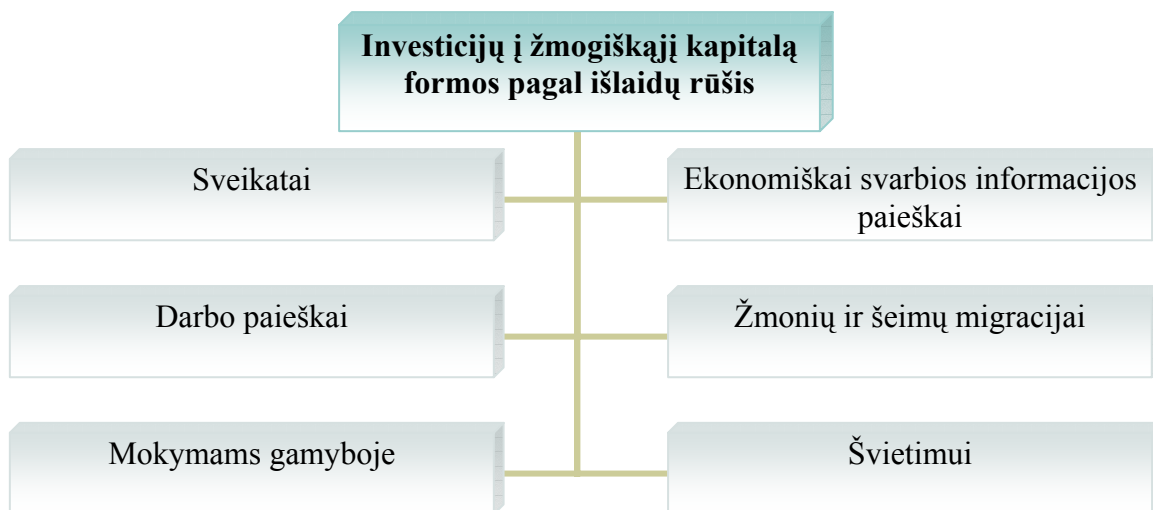 Investicijų į žmogiškąjį kapitalą
formos pagal išlaidų rūšis
Sveikatai
Ekonomiškai svarbios informacijos
paieškai
Darbo paieškai
Žmonių ir šeimų migracijai
Mokymams gamyboje
Švietimui